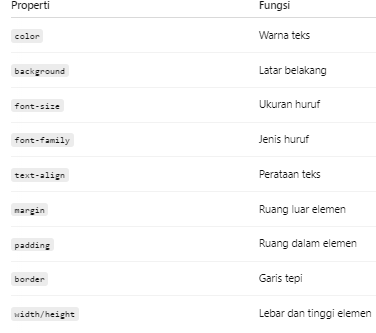 Properti Fungsi
color Warna teks
background Latar belakang
font-size Ukuran huruf
font-family Jenis huruf
text-align Perataan teks
margin Ruang luar elemen
padding Ruang dalam elemen
border Garis tepi
width/height Lebar dan tinggi elemen